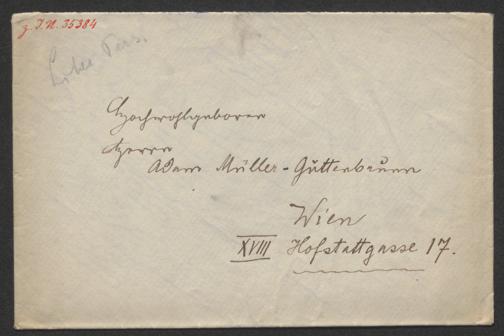 z. I.N. 35384
Hochwohlgeboren
Herrn
Adam Müller-Guttenbrunn
Wien
XVIII Hofstattgasse 17.